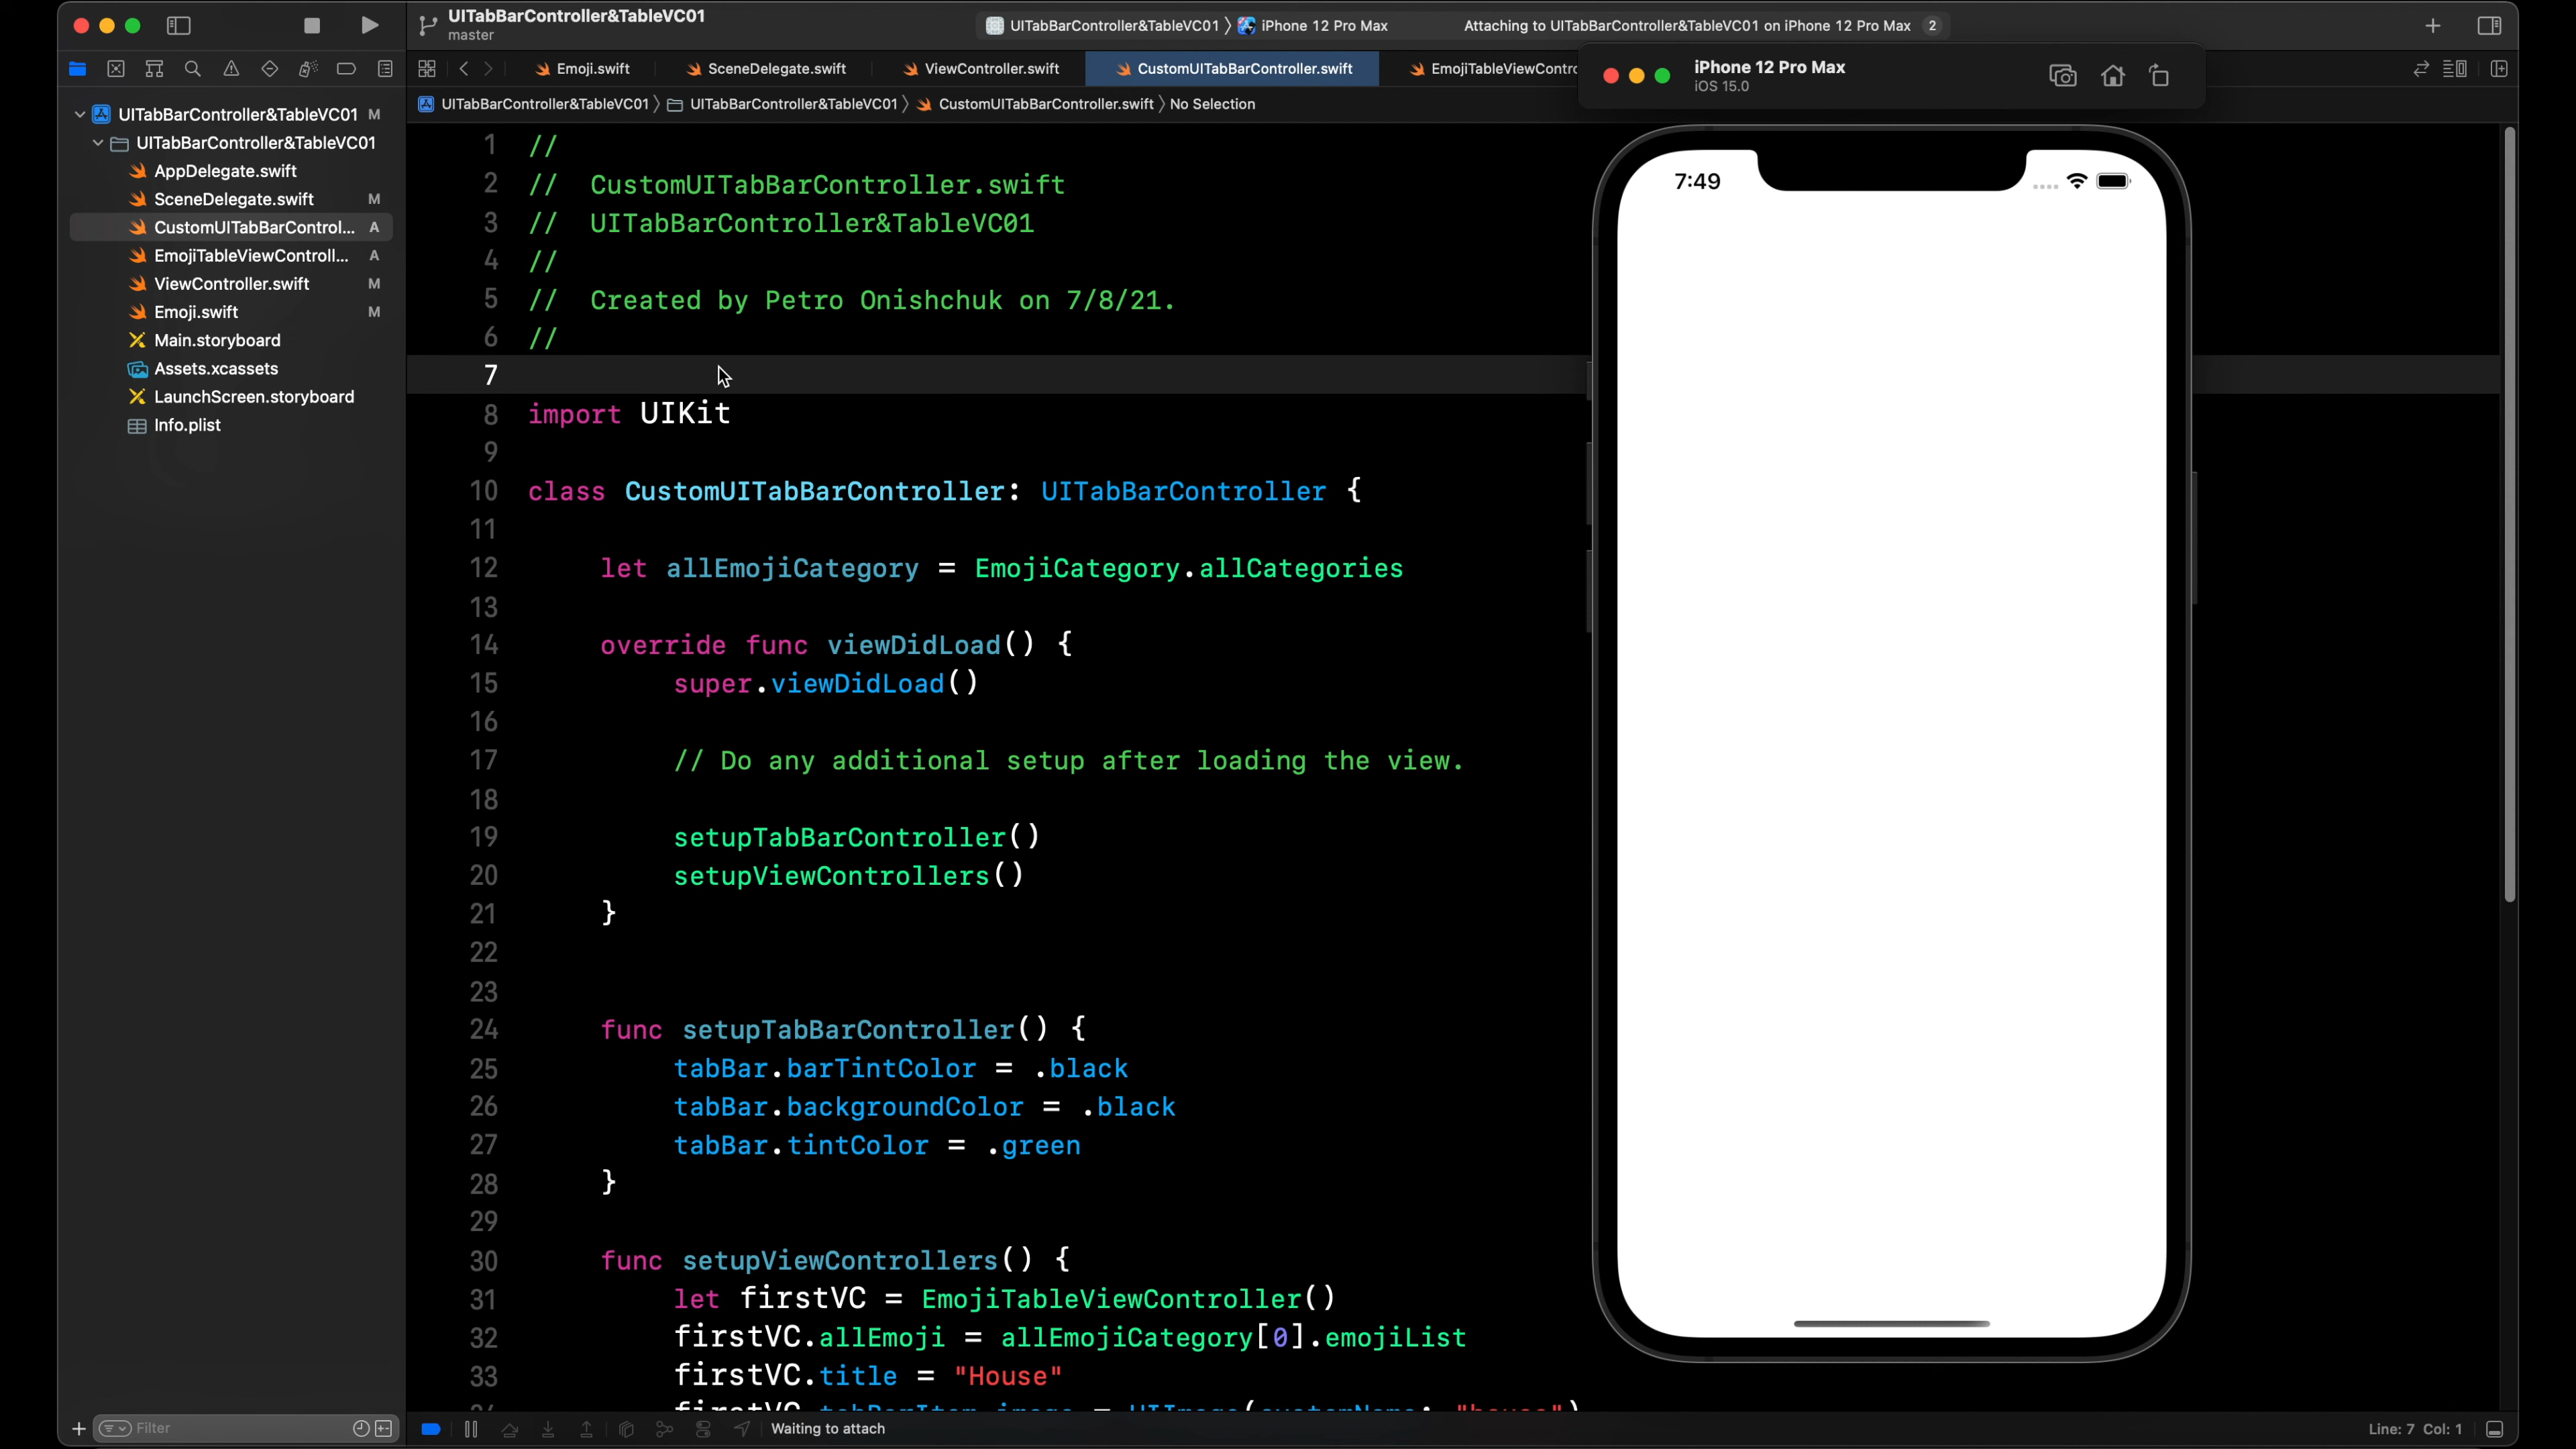 UITabBarController&TableVC01
master
UITabBarController&TableVC01 iPhone 12 Pro Max
Attaching to UITabBarController&TableVC01 on iPhone 12 Pro Max 2
Emoji.swift
SceneDelegate.swift
ViewController.swift
CustomUITabBarController.swift
EmojiTableViewContro
UITabBarController&TableVC01 UITabBarController&TableVC01 CustomUITabBarController.swift No Selection
UITabBarController&TableVC01 M
UITabBarController&TableVC01
AppDelegate.swift
SceneDelegate.swift M
CustomUITabBarControl... A
EmojiTableViewControll... A
ViewController.swift M
Emoji.swift M
Main.storyboard
Assets.xcassets
LaunchScreen.storyboard
Info.plist
Filter
1 //
2 // CustomUITabBarController.swift
3 // UITabBarController&TableVC01
4 //
5 // Created by Petro Onishchuk on 7/8/21.
6 //
7
8 import UIKit
9
10 class CustomUITabBarController: UITabBarController {
11
12 let allEmojiCategory = EmojiCategory.allCategories
13
14 override func viewDidLoad() {
15 super.viewDidLoad()
16
17 // Do any additional setup after loading the view.
18
19 setupTabBarController()
20 setupViewControllers()
21 }
22
23
24 func setupTabBarController() {
25 tabBar.barTintColor = .black
26 tabBar.backgroundColor = .black
27 tabBar.tintColor = .green
28 }
29
30 func setupViewControllers() {
31 let firstVC = EmojiTableViewController()
32 firstVC.allEmoji = allEmojiCategory[0].emojiList
33 firstVC.title = "House"
iPhone 12 Pro Max
iOS 15.0
7:49
Waiting to attach
Line: 7 Col: 1